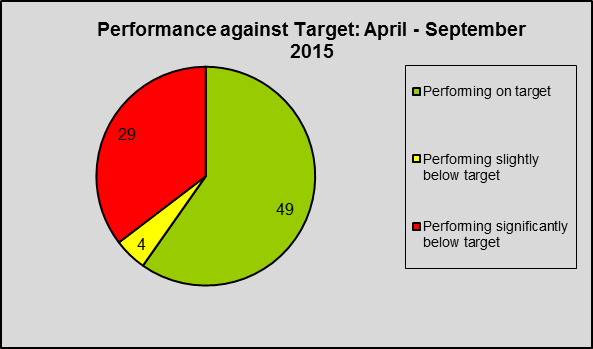 Performance against Target: April - September
2015
29
49
4
Performing on target
Performing slightly
below target
Performing significantly
below target